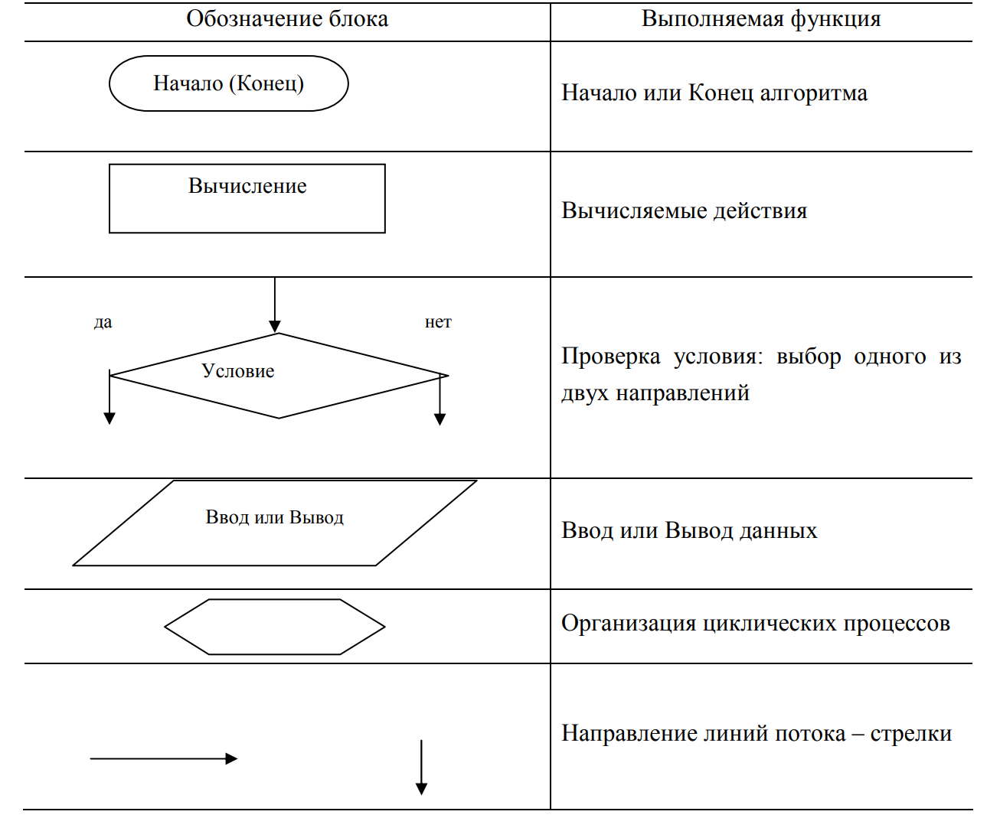 Обозначение блока
Выполняемая функция
Начало (Конец)
Начало или Конец алгоритма
Вычисление
Вычисляемые действия
да
нет
Условие
Проверка условия: выбор одного из
двух направлений
Ввод или Вывод
Ввод или Вывод данных
Организация циклических процессов
Направление линий потока – стрелки